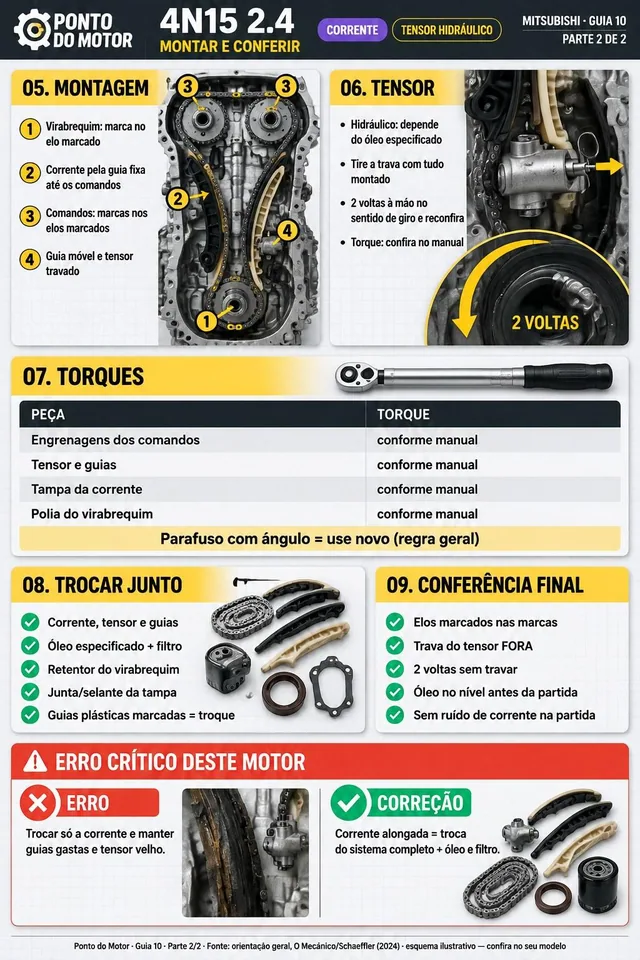 PONTO
DO MOTOR
4N15 2.4
MONTAR E CONFERIR
CORRENTE
TENSOR HIDRÁULICO
MITSUBISHI · GUIA 10
PARTE 2 DE 2
05. MONTAGEM
1 Virabrequim: marca no
elo marcado
2 Corrente pela guia fixa
até os comandos
3 Comandos: marcas nos
elos marcados
4 Guia móvel e tensor
travado
3
3
2
4
1
06. TENSOR
• Hidráulico: depende
do óleo especificado
• Tire a trava com tudo
montado
• 2 voltas à mão no
sentido de giro e reconfira
• Torque: confira no manual
2 VOLTAS
07. TORQUES
PEÇA TORQUE
Engrenagens dos comandos conforme manual
Tensor e guias conforme manual
Tampa da corrente conforme manual
Polia do virabrequim conforme manual
Parafuso com ângulo = use novo (regra geral)
08. TROCAR JUNTO
Corrente, tensor e guias
Óleo especificado + filtro
Retentor do virabrequim
Junta/selante da tampa
Guias plásticas marcadas = troque
09. CONFERÊNCIA FINAL
Elos marcados nas marcas
Trava do tensor FORA
2 voltas sem travar
Óleo no nível antes da partida
Sem ruído de corrente na partida
ERRO CRÍTICO DESTE MOTOR
ERRO
Trocar só a corrente e manter
guias gastas e tensor velho.
CORREÇÃO
Corrente alongada = troca
do sistema completo + óleo e filtro.
Ponto do Motor · Guia 10 · Parte 2/2 · Fonte: orientação geral, O Mecánico/Schaeffler (2024) · esquema ilustrativo — confira no seu modelo